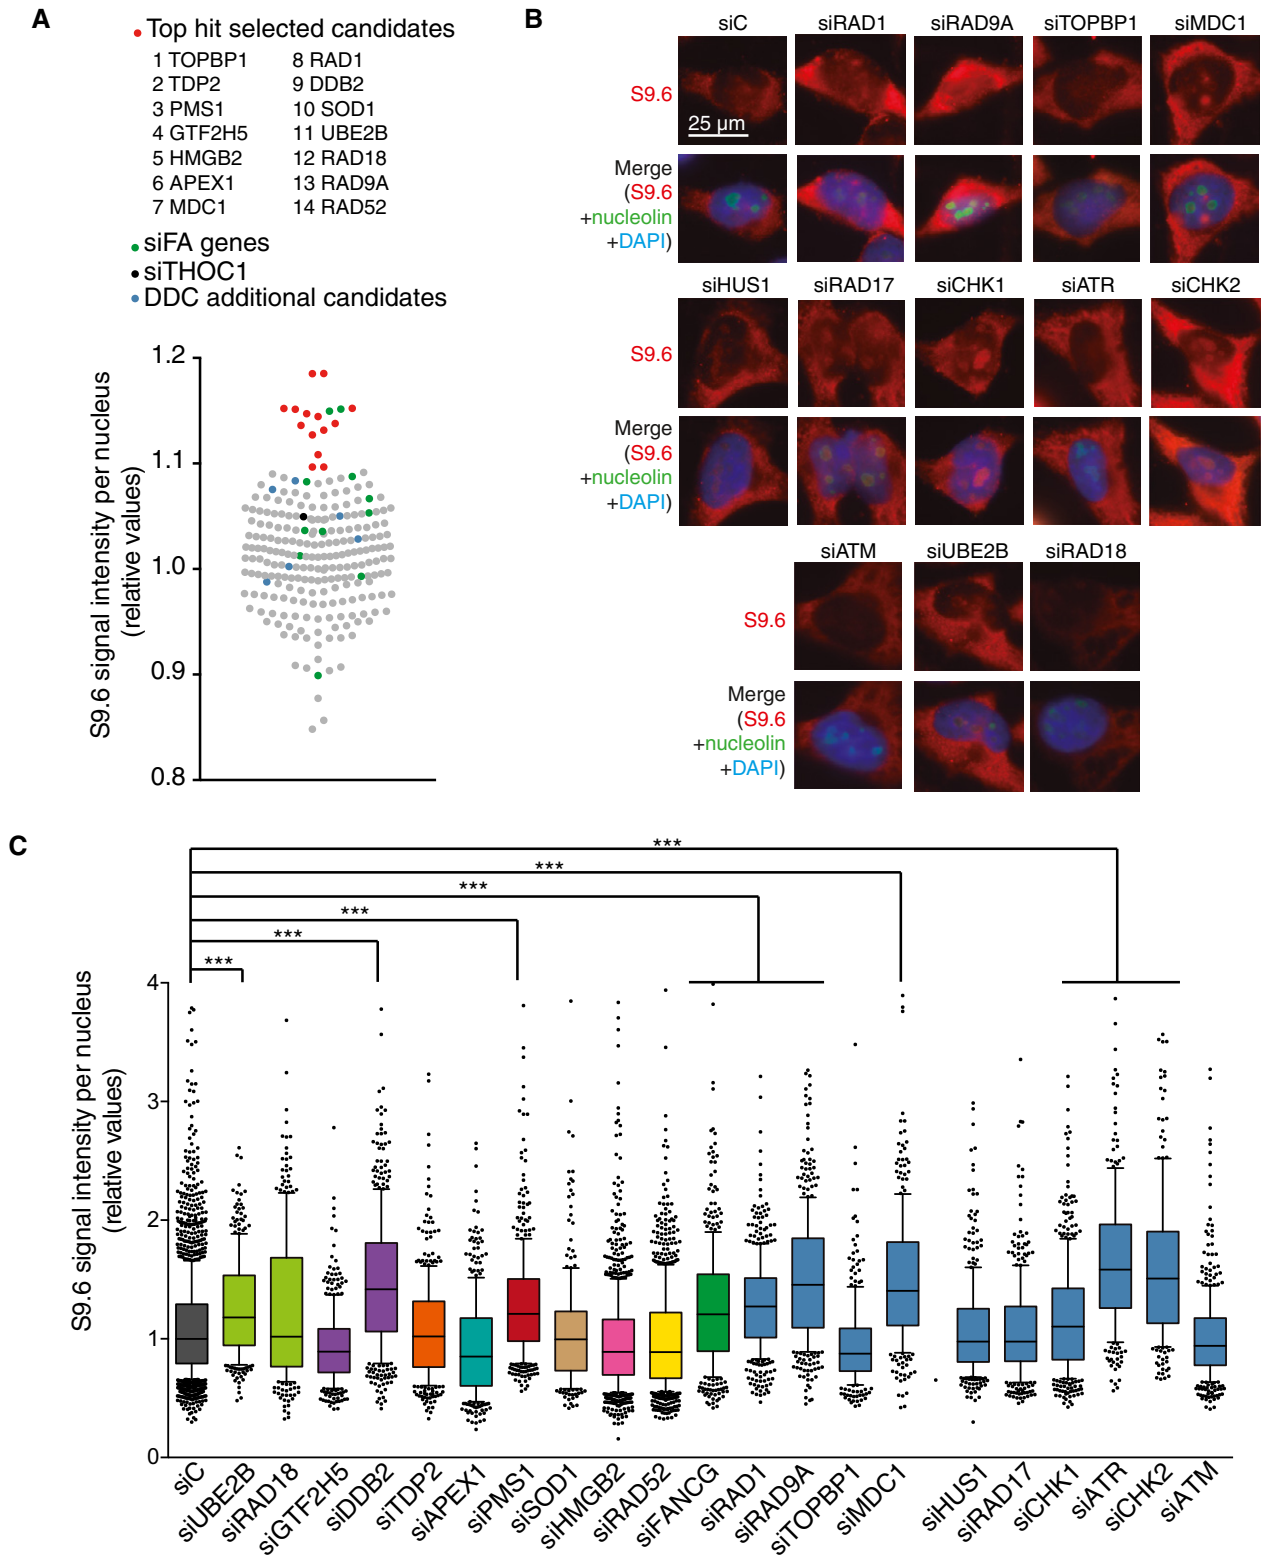 A
Top hit selected candidates
1 TOPBP1 8 RAD1
2 TDP2 9 DDB2
3 PMS1 10 SOD1
4 GTF2H5 11 UBE2B
5 HMGB2 12 RAD18
6 APEX1 13 RAD9A
7 MDC1 14 RAD52
siFA genes
siTHOC1
DDC additional candidates
S9.6 signal intensity per nucleus
(relative values)
1.2
1.1
1.0
0.9
0.8
B
siC siRAD1 siRAD9A siTOPBP1 siMDC1
S9.6
25 µm
Merge
(S9.6
+nucleolin
+DAPI)
siHUS1 siRAD17 siCHK1 siATR siCHK2
S9.6
Merge
(S9.6
+nucleolin
+DAPI)
siATM siUBE2B siRAD18
S9.6
Merge
(S9.6
+nucleolin
+DAPI)
C
***
***
***
***
***
***
S9.6 signal intensity per nucleus
(relative values)
4
3
2
1
0
siC siUBE2B siRAD18 siGTF2H5 siDDB2 siTDP2 siAPEX1 siPMS1 siSOD1 siHMGB2 siRAD52 siFANCG siRAD1 siRAD9A siTOPBP1 siMDC1 siHUS1 siRAD17 siCHK1 siATR siCHK2 siATM